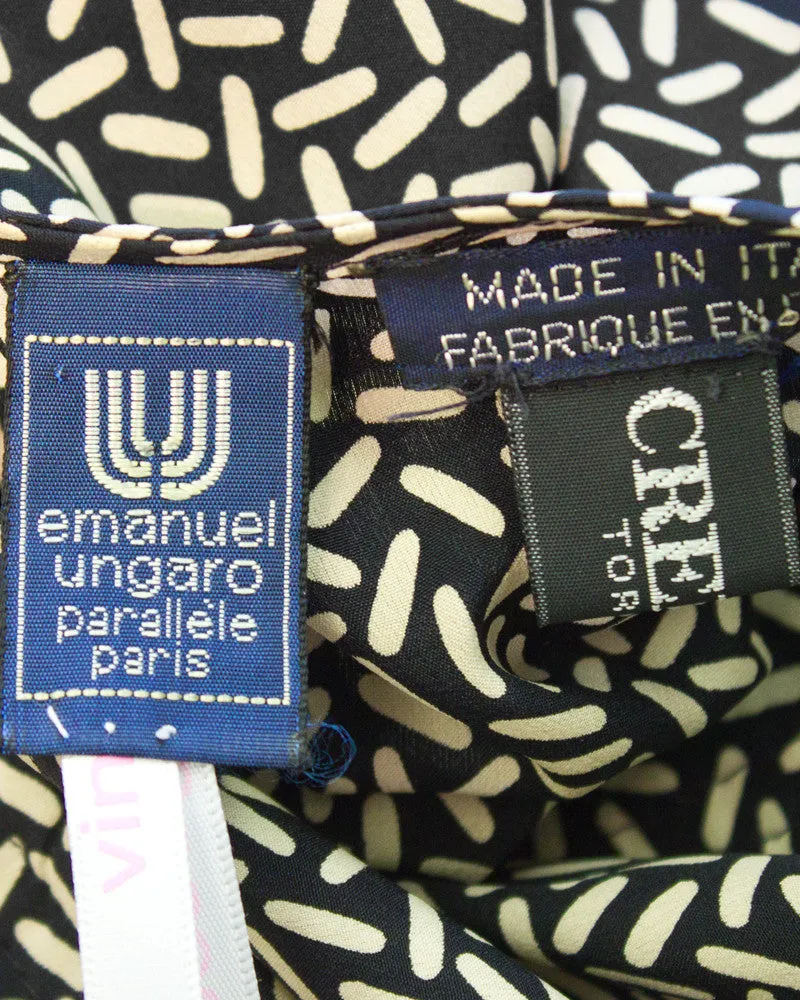 emanuel
ungaro
parallèle
paris
MADE IN ITA
FABRIQUE EN
CRE
TOR
vin